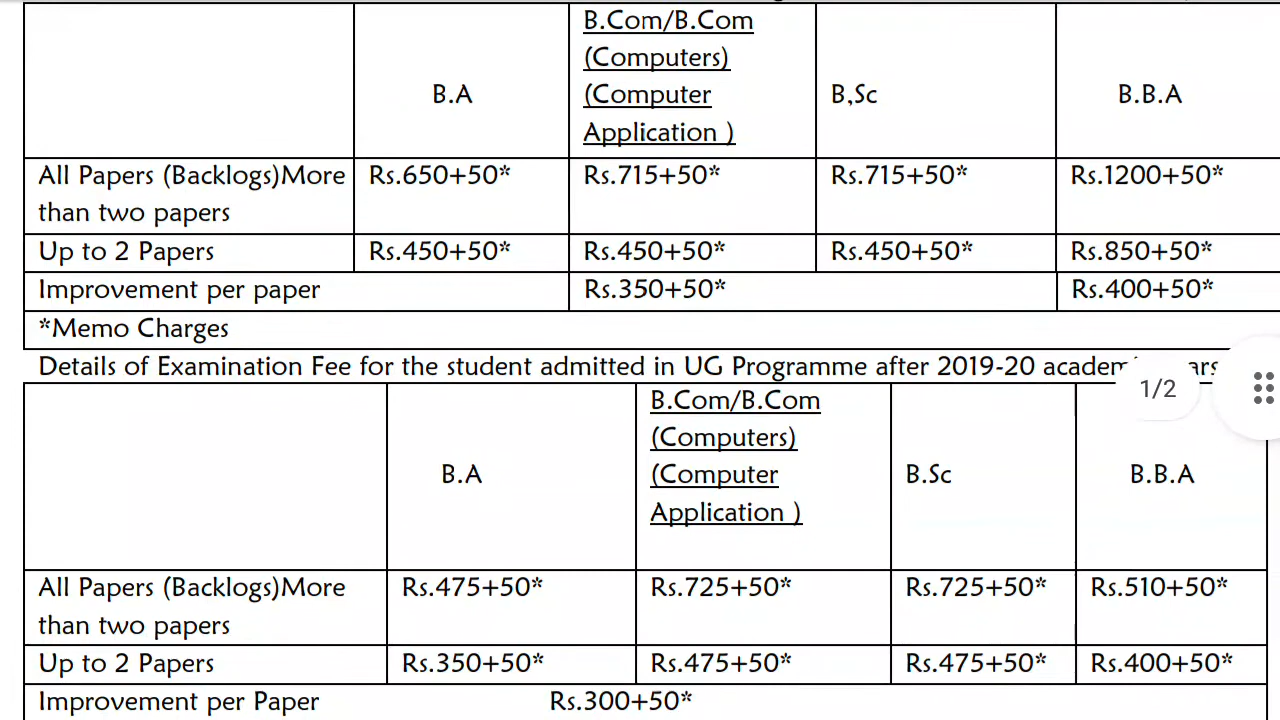 B.A B.Com/B.Com (Computers) (Computer Application ) B,Sc B.B.A
All Papers (Backlogs)More than two papers Rs.650+50* Rs.715+50* Rs.715+50* Rs.1200+50*
Up to 2 Papers Rs.450+50* Rs.450+50* Rs.450+50* Rs.850+50*
Improvement per paper Rs.350+50* Rs.400+50*
*Memo Charges
Details of Examination Fee for the student admitted in UG Programme after 2019-20
1/2
B.A B.Com/B.Com (Computers) (Computer Application ) B.Sc B.B.A
All Papers (Backlogs)More than two papers Rs.475+50* Rs.725+50* Rs.725+50* Rs.510+50*
Up to 2 Papers Rs.350+50* Rs.475+50* Rs.475+50* Rs.400+50*
Improvement per Paper Rs.300+50*